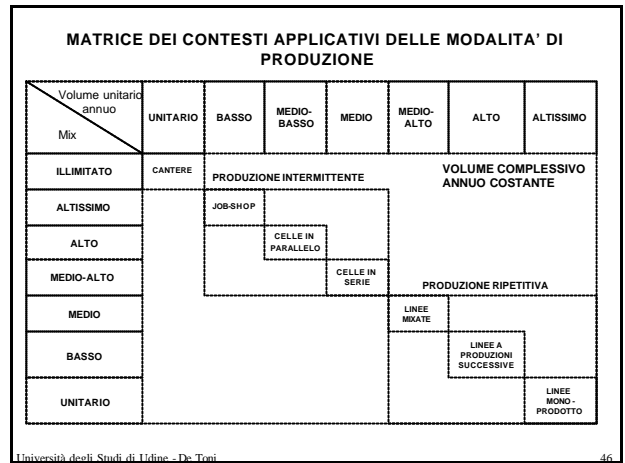 MATRICE DEI CONTESTI APPLICATIVI DELLE MODALITA' DI
PRODUZIONE
Volume unitario
annuo
Mix
UNITARIO
BASSO
MEDIO-
BASSO
MEDIO
MEDIO-
ALTO
ALTO
ALTISSIMO
ILLIMITATO
CANTERE
PRODUZIONE INTERMITTENTE
VOLUME COMPLESSIVO
ANNUO COSTANTE
ALTISSIMO
JOB-SHOP
ALTO
CELLE IN
PARALLELO
MEDIO-ALTO
CELLE IN
SERIE
PRODUZIONE RIPETITIVA
MEDIO
LINEE
MIXATE
BASSO
LINEE A
PRODUZIONI
SUCCESSIVE
UNITARIO
LINEE
MONO-
PRODOTTO
Università degli Studi di Udine - De Toni
46